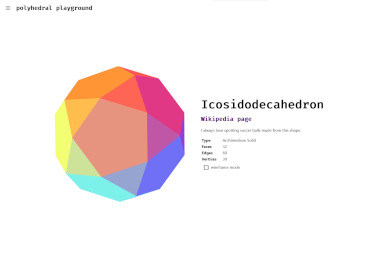 ≡ polyhedral playground
Icosidodecahedron
Wikipedia page
I always love spotting soccer balls made from this shape.
Type Archimedean Solid
Faces 32
Edges 60
Vertices 30
wireframe mode